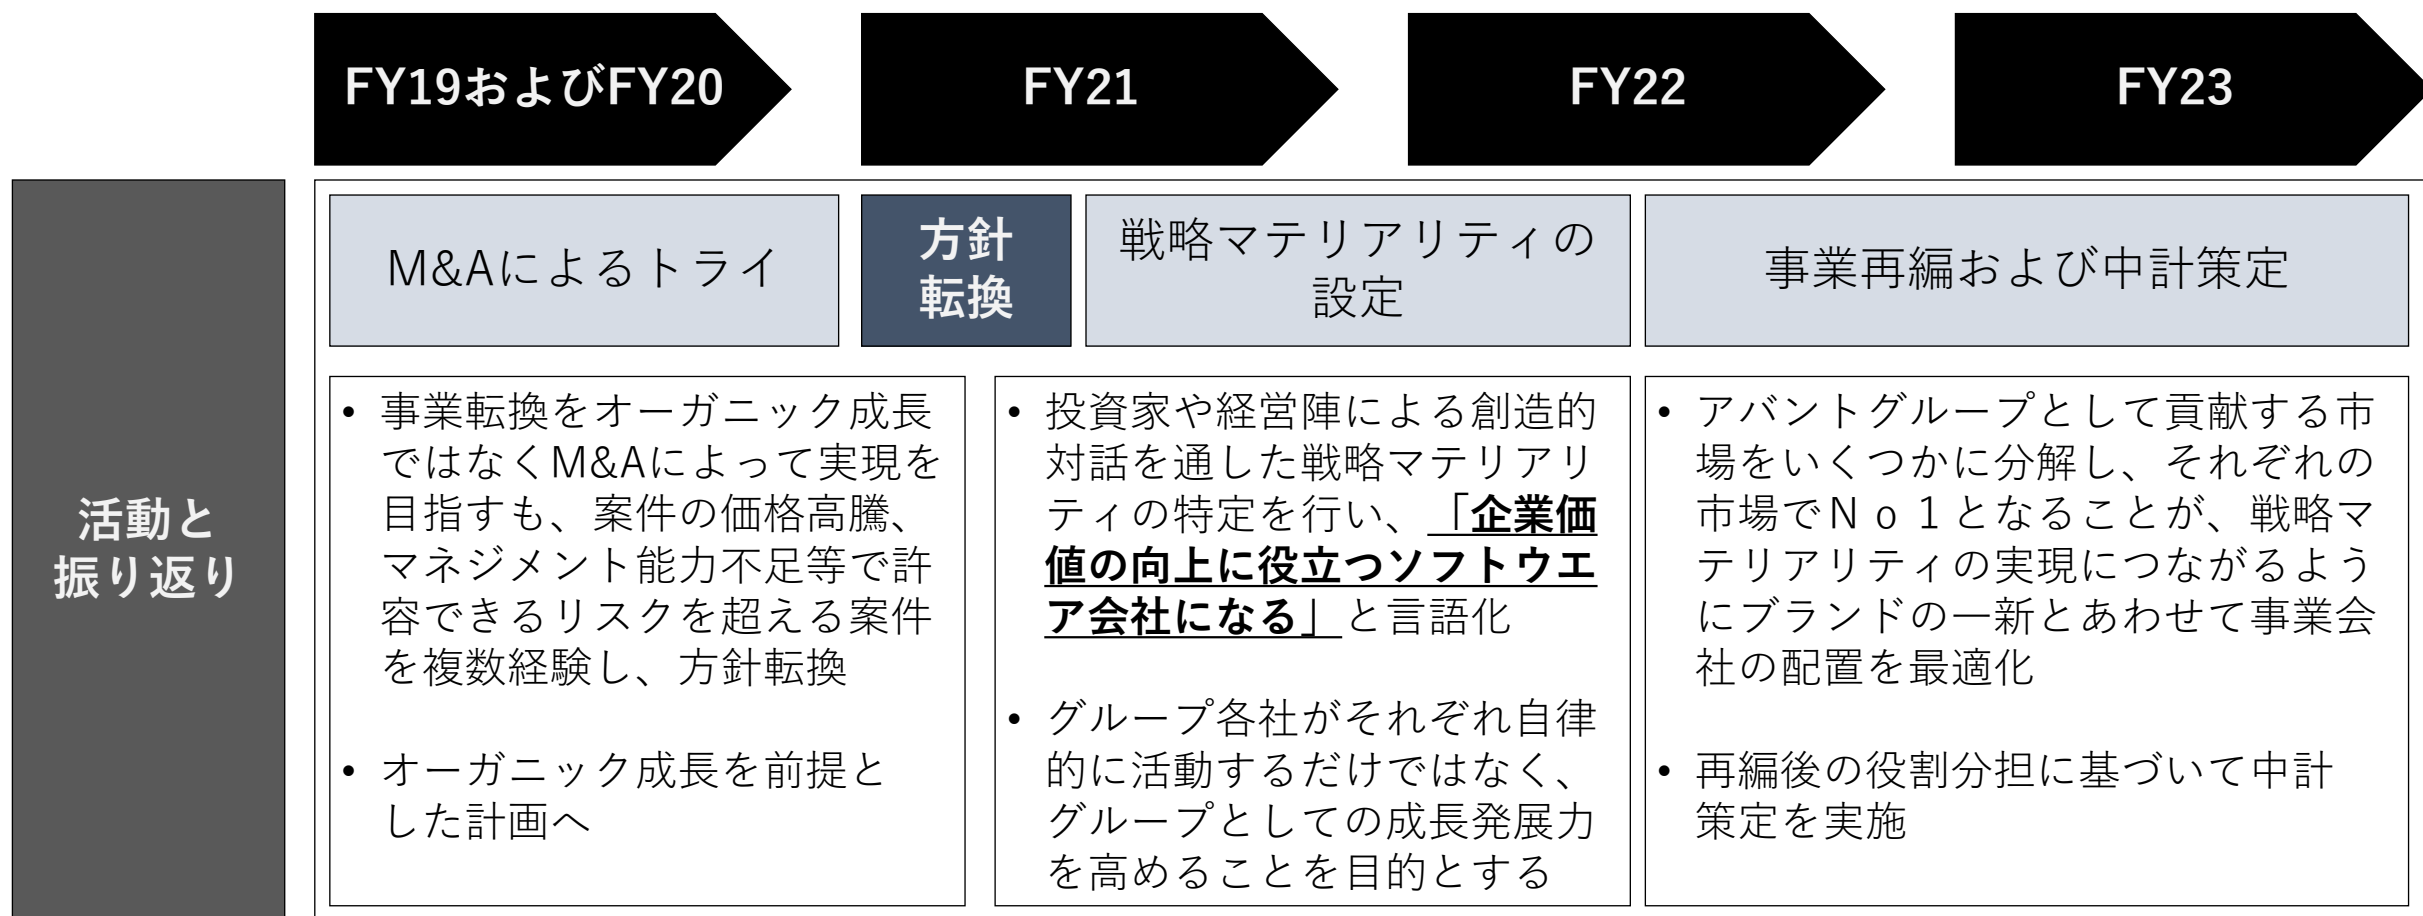 FY19およびFY20
FY21
FY22
FY23
活動と
振り返り
M&Aによるトライ
方針
転換
戦略マテリアリティの
設定
事業再編および中計策定
• 事業転換をオーガニック成長
ではなくM&Aによって実現を
目指すも、案件の価格高騰、
マネジメント能力不足等で許
容できるリスクを超える案件
を複数経験し、方針転換
• オーガニック成長を前提と
した計画へ
• 投資家や経営陣による創造的
対話を通した戦略マテリアリ
ティの特定を行い、「企業価
値の向上に役立つソフトウエ
ア会社になる」と言語化
• グループ各社がそれぞれ自律
的に活動するだけではなく、
グループとしての成長発展力
を高めることを目的とする
• アバントグループとして貢献する市
場をいくつかに分解し、それぞれの
市場でＮｏ１となることが、戦略マ
テリアリティの実現につながるよう
にブランドの一新とあわせて事業会
社の配置を最適化
• 再編後の役割分担に基づいて中計
策定を実施